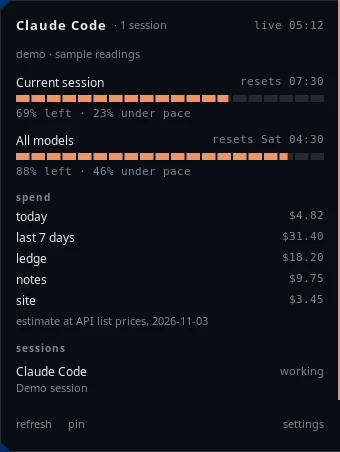 Claude Code · 1 session live 05:12
demo · sample readings
Current session resets 07:30
69% left · 23% under pace
All models resets Sat 04:30
88% left · 46% under pace
spend
today $4.82
last 7 days $31.40
ledge $18.20
notes $9.75
site $3.45
estimate at API list prices, 2026-11-03
sessions
Claude Code working
Demo session
refresh pin settings